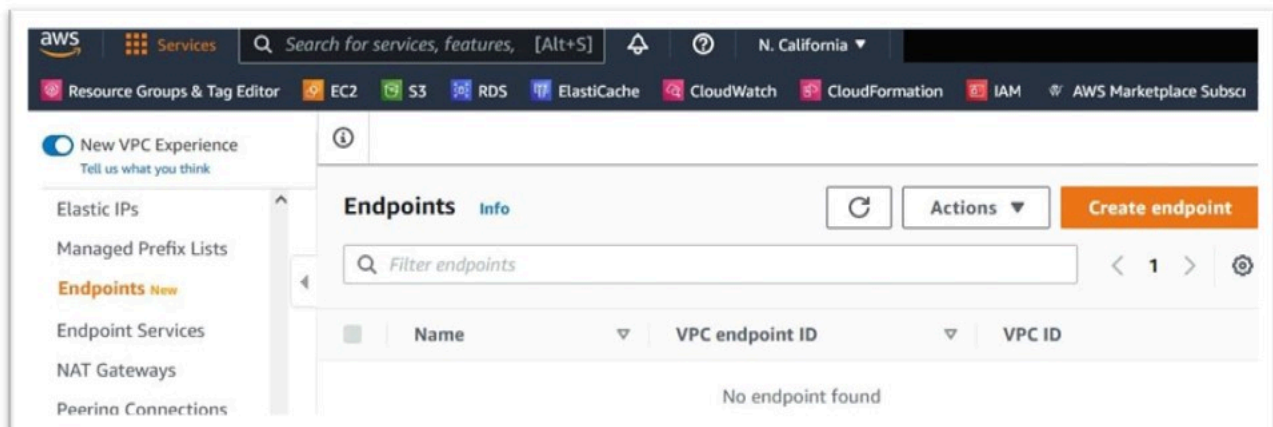 aws Services Search for services, features, [Alt+S] N. California
Resource Groups & Tag Editor EC2 S3 RDS ElastiCache CloudWatch CloudFormation IAM AWS Marketplace
New VPC Experience
Tell us what you think
Elastic IPs
Managed Prefix Lists
Endpoints New
Endpoint Services
NAT Gateways
Peering Connections
Endpoints Info Actions Create endpoint
Filter endpoints 1
Name VPC endpoint ID VPC ID
No endpoint found